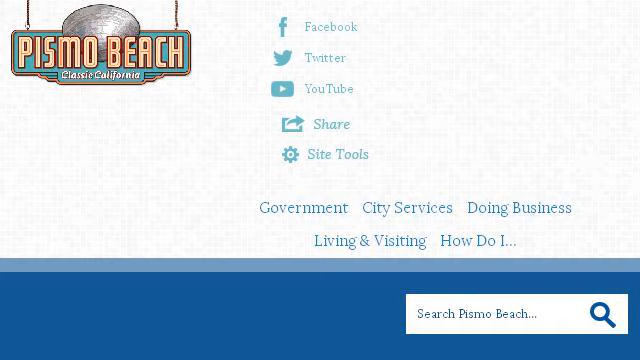 PISMO BEACH
Classic California
Facebook
Twitter
YouTube
Share
Site Tools
Government City Services Doing Business
Living & Visiting How Do I...
Search Pismo Beach...